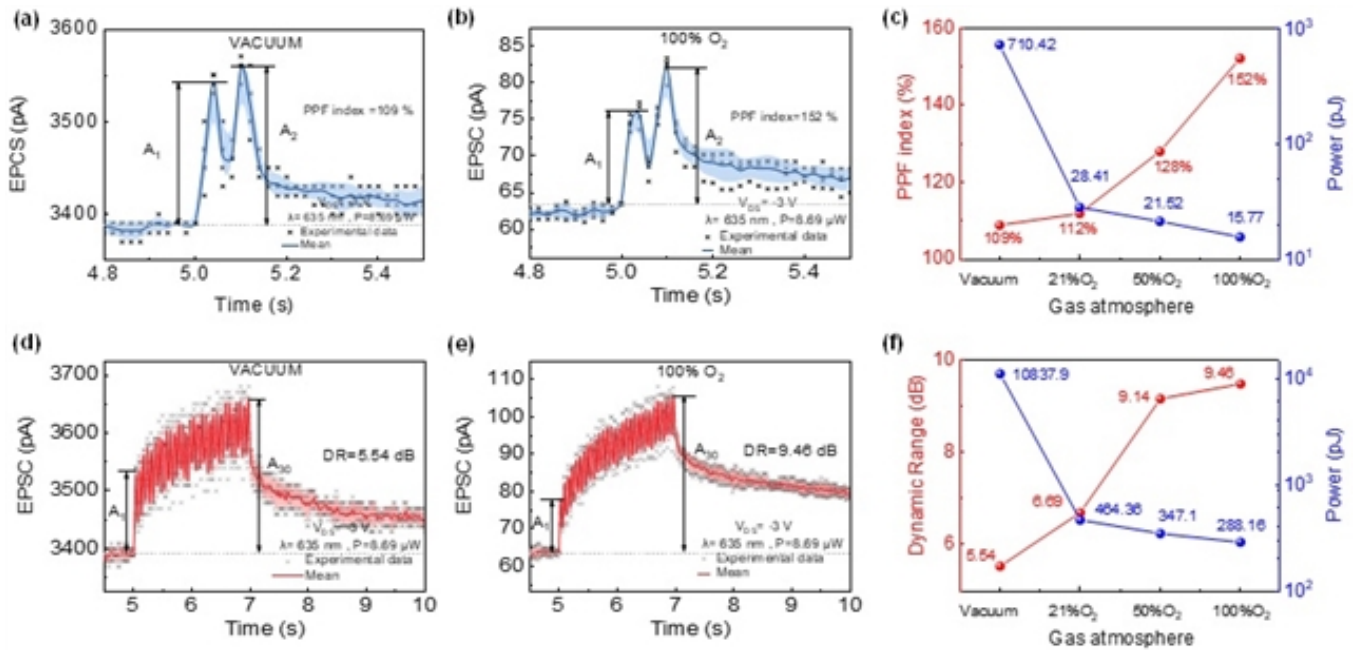 (a)
VACUUM
EPCS (pA)
3600
3500
3400
PPF index =109 %
A₁
A₂
λ= 635 nm , P=8.69 µW
Experimental data
Mean
4.8 5.0 5.2 5.4
Time (s)
(b)
100% O₂
EPSC (pA)
85
80
75
70
65
60
PPF index=152 %
A₁
A₂
V_DS= -3 V
λ= 635 nm , P=8.69 µW
Experimental data
Mean
4.8 5.0 5.2 5.4
Time (s)
(c)
PPF index (%)
160
140
120
100
710.42
28.41
21.52
15.77
109%
112%
128%
152%
10³
10²
10¹
Power (pJ)
Vacuum 21%O₂ 50%O₂ 100%O₂
Gas atmosphere
(d)
VACUUM
EPSC (pA)
3700
3600
3500
3400
DR=5.54 dB
A₁
A₃₀
V_DS= -3 V
λ= 635 nm , P=8.69 µW
Experimental data
Mean
5 6 7 8 9 10
Time (s)
(e)
100% O₂
EPSC (pA)
110
100
90
80
70
60
DR=9.46 dB
A₁
A₃₀
V_DS= -3 V
λ= 635 nm , P=8.69 µW
Experimental data
Mean
5 6 7 8 9 10
Time (s)
(f)
Dynamic Range (dB)
10
8
6
10837.9
464.36
347.1
288.16
5.54
6.69
9.14
9.46
10⁴
10³
10²
Power (pJ)
Vacuum 21%O₂ 50%O₂ 100%O₂
Gas atmosphere